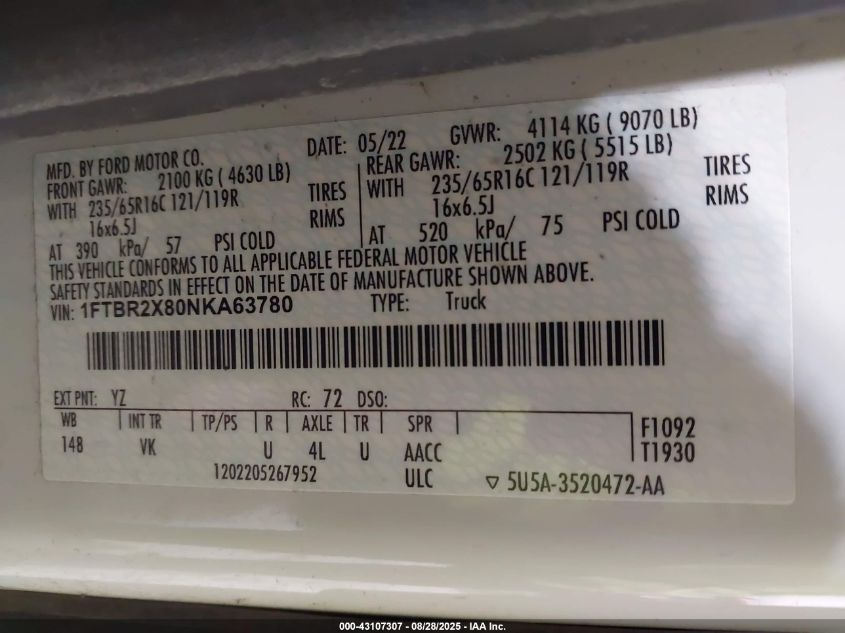 MFD. BY FORD MOTOR CO. DATE: 05/22 GVWR: 4114 KG ( 9070 LB)
FRONT GAWR: 2100 KG ( 4630 LB) REAR GAWR: 2502 KG ( 5515 LB)
WITH 235/65R16C 121/119R TIRES WITH 235/65R16C 121/119R TIRES
16x6.5J RIMS 16x6.5J RIMS
AT 390 kPa/ 57 PSI COLD AT 520 kPa/ 75 PSI COLD
THIS VEHICLE CONFORMS TO ALL APPLICABLE FEDERAL MOTOR VEHICLE
SAFETY STANDARDS IN EFFECT ON THE DATE OF MANUFACTURE SHOWN ABOVE.
VIN: 1FTBR2X80NKA63780 TYPE: Truck
EXT PNT: YZ RC: 72 DSO:
WB INT TR TP/PS R AXLE TR SPR F1092
148 VK U 4L U AACC T1930
1202205267952 ULC ▽ 5U5A-3520472-AA
000-43107307 - 08/28/2025 - IAA Inc.